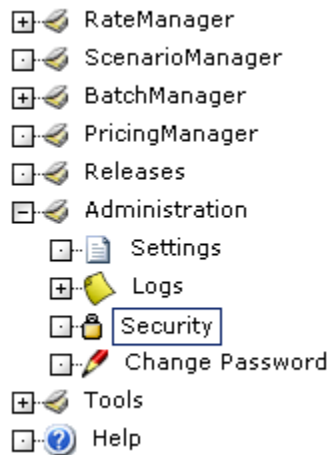 RateManager
ScenarioManager
BatchManager
PricingManager
Releases
Administration
Settings
Logs
Security
Change Password
Tools
Help